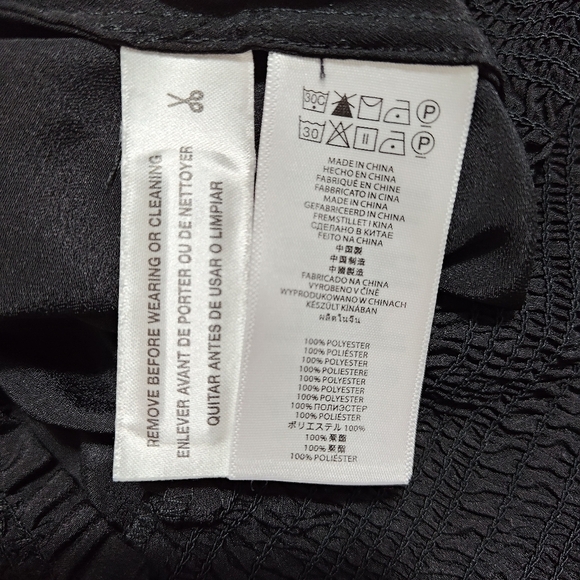 REMOVE BEFORE WEARING OR CLEANING
ENLEVER AVANT DE PORTER OU DE NETTOYER
QUITAR ANTES DE USAR O LIMPIAR
30C P
30 P
MADE IN CHINA
HECHO EN CHINA
FABRIQUÉ EN CHINE
FABBRICATO IN CINA
MADE IN CHINA
GEFABRICEERD IN CHINA
FREMSTILLET I KINA
СДЕЛАНО В КИТАЕ
FEITO NA CHINA
中国製
中国制造
中國製造
FABRICADO NA CHINA
VYROBENO V ČÍNĚ
WYPRODUKOWANO W CHINACH
KÉSZÜLT KÍNÁBAN
ผลิตในจีน
100% POLYESTER
100% POLIÉSTER
100% POLYESTER
100% POLIESTERE
100% POLYESTER
100% POLYESTER
100% POLYESTER
100% ПОЛИЭСТЕР
100% POLIÉSTER
ポリエステル 100%
100% 聚酯
100% 聚酯
100% POLIÉSTER